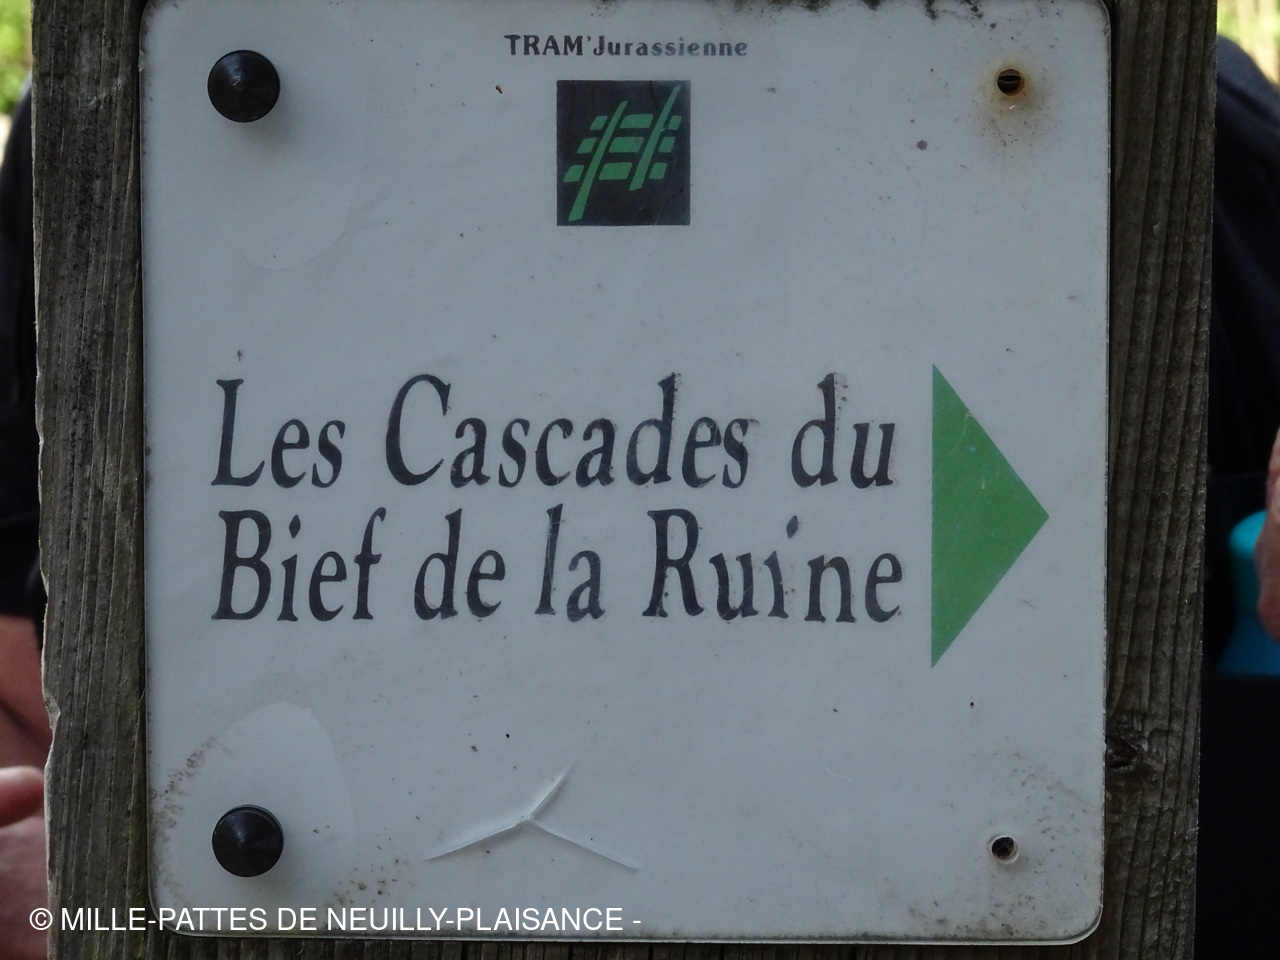 TRAM'Jurassienne
Les Cascades du
Bief de la Ruine
© MILLE-PATTES DE NEUILLY-PLAISANCE -